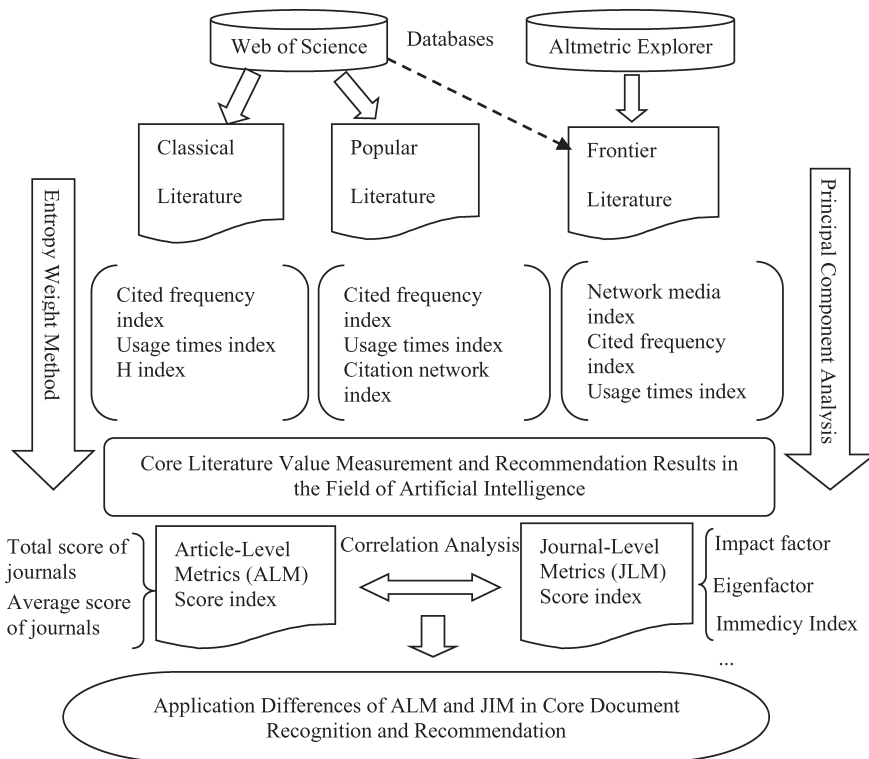 Web of Science
Databases
Altmetric Explorer
Classical
Literature
Popular
Literature
Frontier
Literature
Entropy Weight Method
Principal Component Analysis
Cited frequency
index
Usage times index
H index
Cited frequency
index
Usage times index
Citation network
index
Network media
index
Cited frequency
index
Usage times index
Core Literature Value Measurement and Recommendation Results in
the Field of Artificial Intelligence
Total score of
journals
Average score
of journals
Article-Level
Metrics (ALM)
Score index
Correlation Analysis
Journal-Level
Metrics (JLM)
Score index
Impact factor
Eigenfactor
Immedicy Index
...
Application Differences of ALM and JIM in Core Document
Recognition and Recommendation